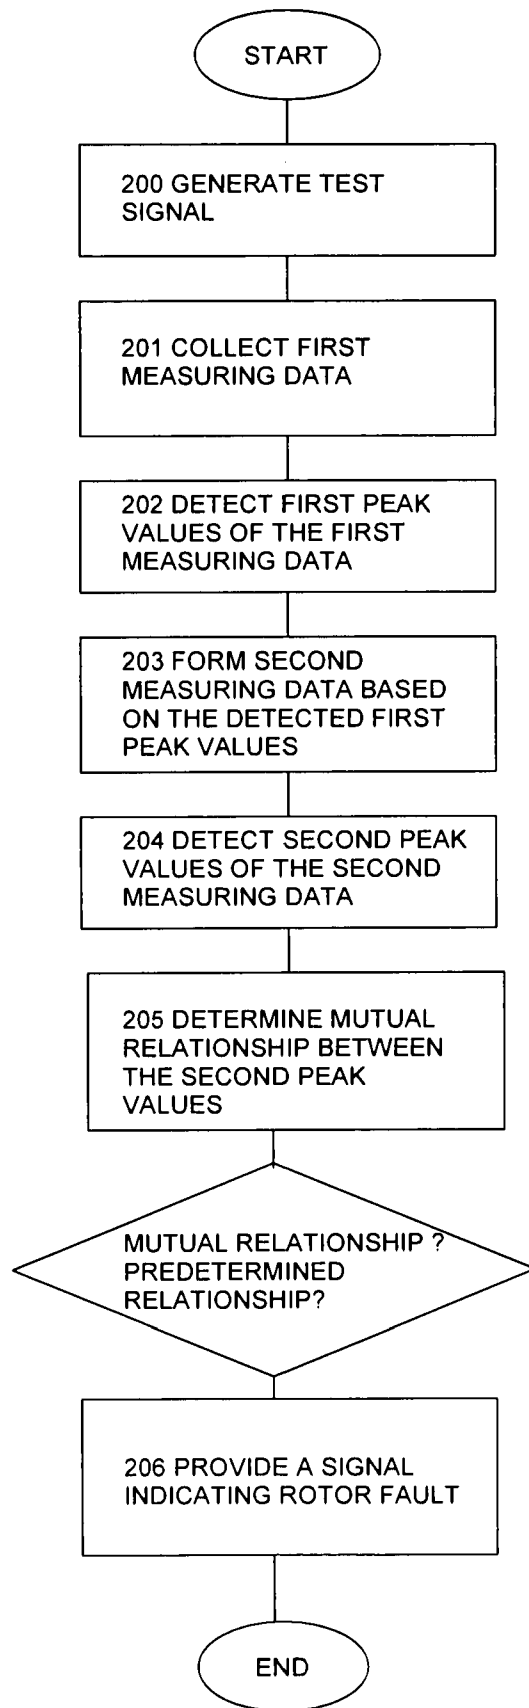 START
200 GENERATE TEST
SIGNAL
201 COLLECT FIRST
MEASURING DATA
202 DETECT FIRST PEAK
VALUES OF THE FIRST
MEASURING DATA
203 FORM SECOND
MEASURING DATA BASED
ON THE DETECTED FIRST
PEAK VALUES
204 DETECT SECOND PEAK
VALUES OF THE SECOND
MEASURING DATA
205 DETERMINE MUTUAL
RELATIONSHIP BETWEEN
THE SECOND PEAK
VALUES
MUTUAL RELATIONSHIP ?
PREDETERMINED
RELATIONSHIP?
206 PROVIDE A SIGNAL
INDICATING ROTOR FAULT
END